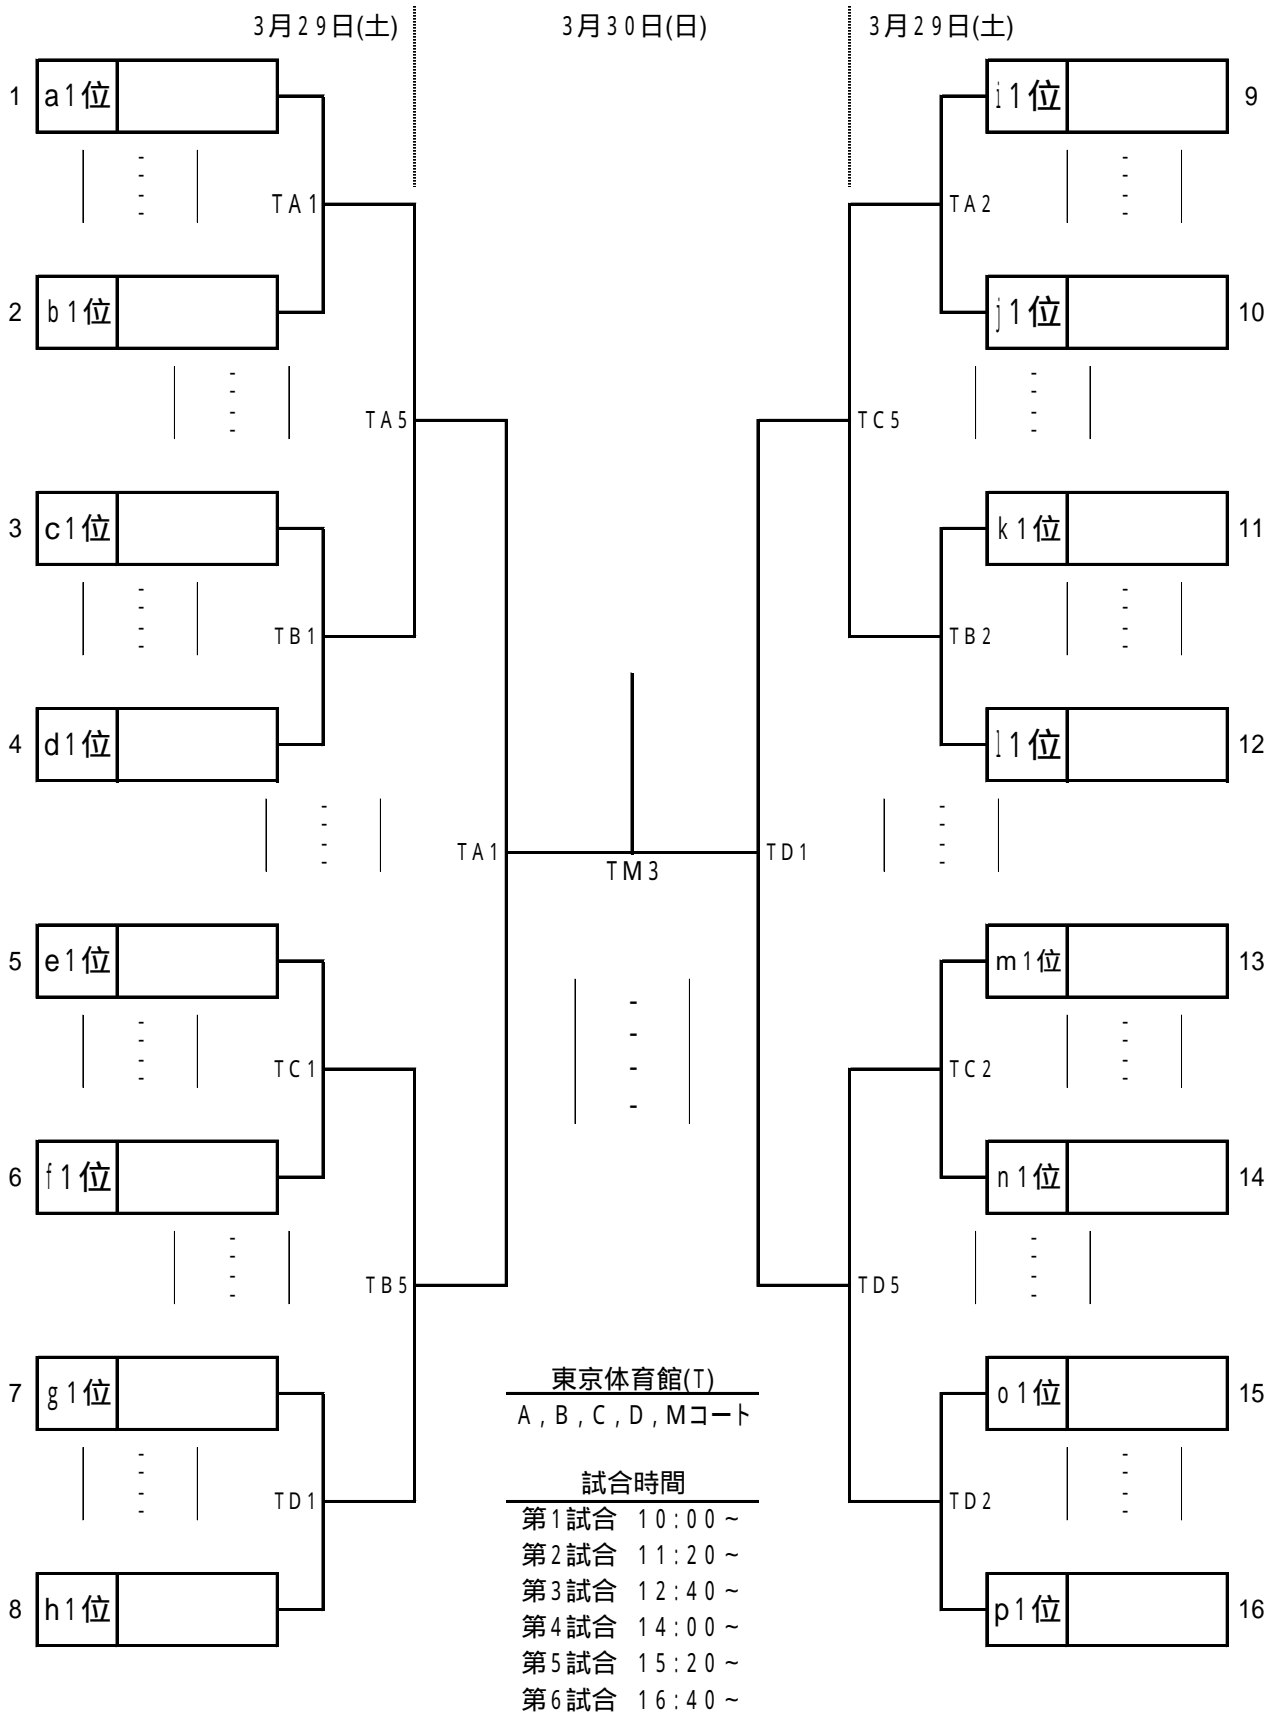 3月29日(土) 3月30日(日) 3月29日(土)
1 a1位 i1位 9
TA1 TA2
2 b1位 j1位 10
TA5 TC5
3 c1位 k1位 11
TB1 TB2
4 d1位 l1位 12
TA1 TD1
TM3
5 e1位 m1位 13
TC1 TC2
6 f1位 n1位 14
TB5 TD5
東京体育館(T)
7 g1位 o1位 15
A,B,C,D,Mコート
試合時間
TD1 TD2
第1試合 10:00~
第2試合 11:20~
第3試合 12:40~
8 h1位 p1位 16
第4試合 14:00~
第5試合 15:20~
第6試合 16:40~